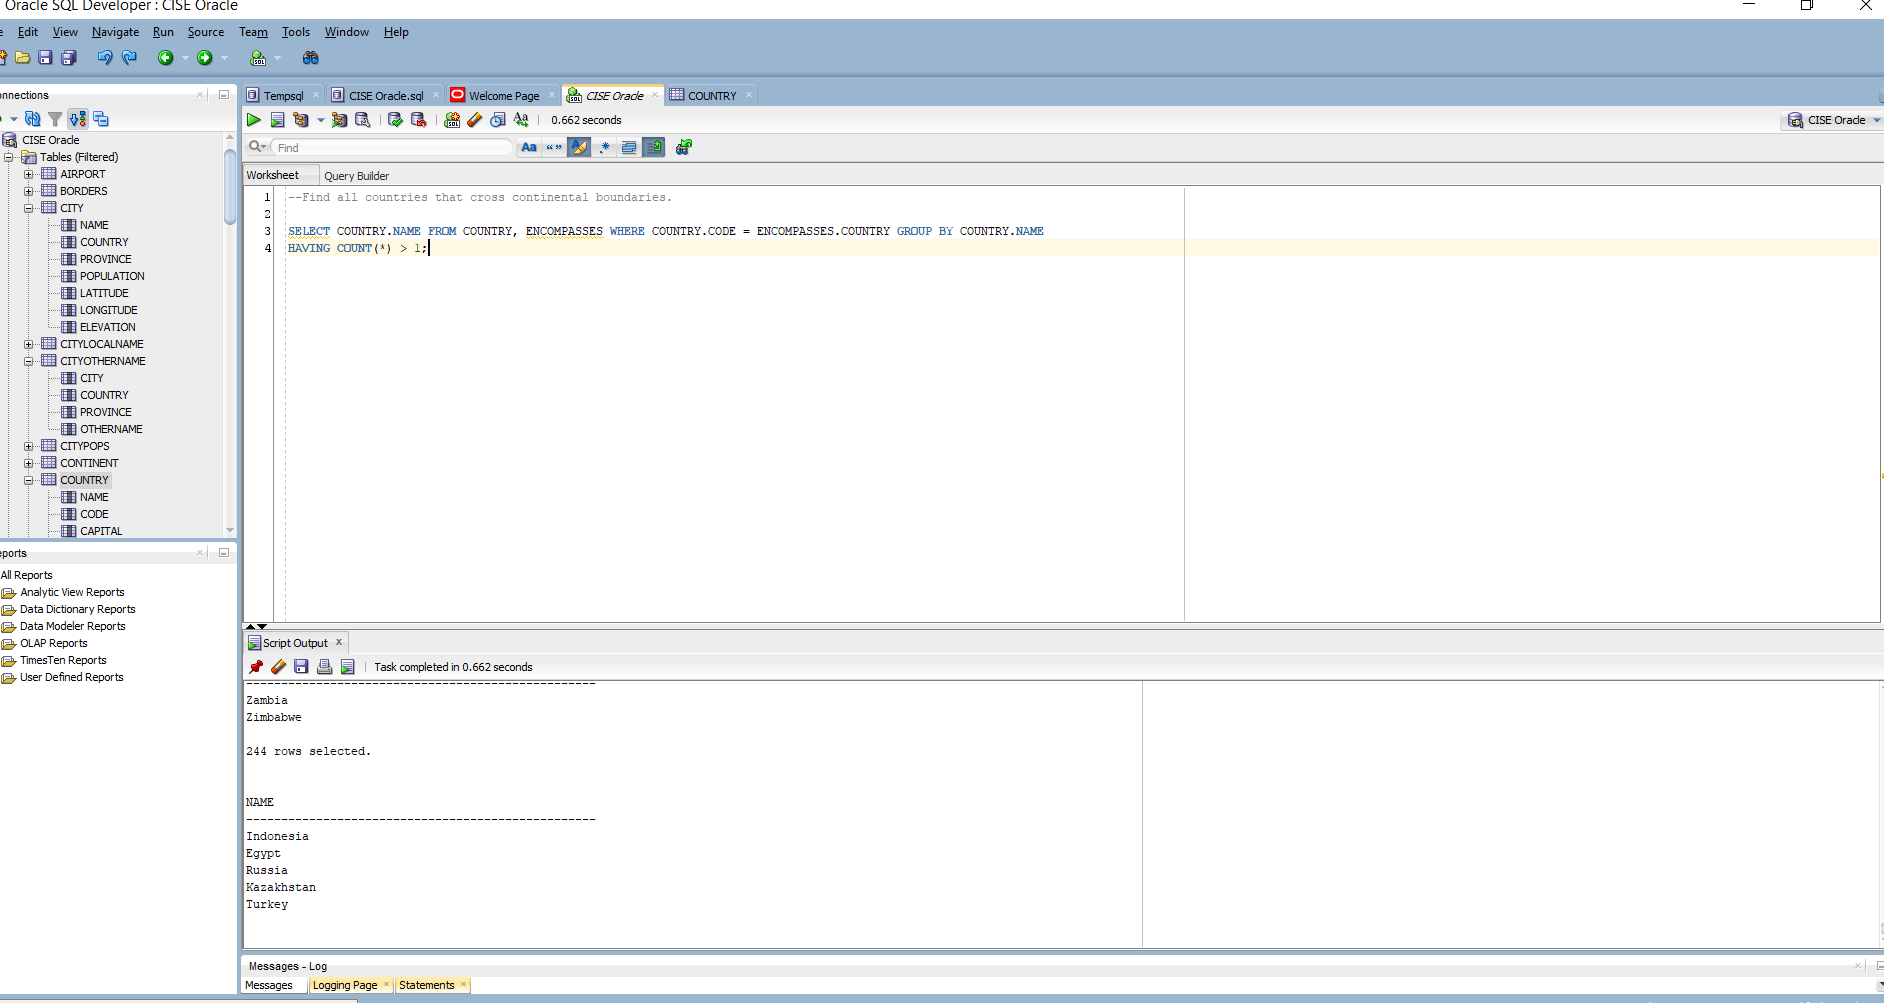 Oracle SQL Developer : CISE Oracle
Edit View Navigate Run Source Team Tools Window Help
onnections
CISE Oracle
Tables (Filtered)
AIRPORT
BORDERS
CITY
NAME
COUNTRY
PROVINCE
POPULATION
LATITUDE
LONGITUDE
ELEVATION
CITYLOCALNAME
CITYOTHERNAME
CITY
COUNTRY
PROVINCE
OTHERNAME
CITYPOPS
CONTINENT
COUNTRY
NAME
CODE
CAPITAL
eports
All Reports
Analytic View Reports
Data Dictionary Reports
Data Modeler Reports
OLAP Reports
TimesTen Reports
User Defined Reports
Tempsql CISE Oracle.sql Welcome Page CISE Oracle COUNTRY
0.662 seconds
CISE Oracle
Find
Worksheet Query Builder
1 --Find all countries that cross continental boundaries.
2
3 SELECT COUNTRY.NAME FROM COUNTRY, ENCOMPASSES WHERE COUNTRY.CODE = ENCOMPASSES.COUNTRY GROUP BY COUNTRY.NAME
4 HAVING COUNT(*) > 1;
Script Output
Task completed in 0.662 seconds
--------------------------------------------------
Zambia
Zimbabwe
244 rows selected.
NAME
--------------------------------------------------
Indonesia
Egypt
Russia
Kazakhstan
Turkey
Messages - Log
Messages Logging Page Statements